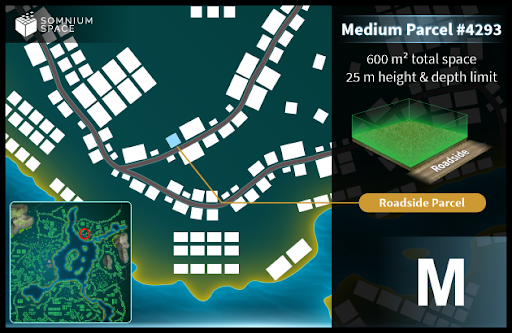 SOMNIUM
SPACE
Medium Parcel #4293
600 m² total space
25 m height & depth limit
Roadside
Roadside Parcel
M